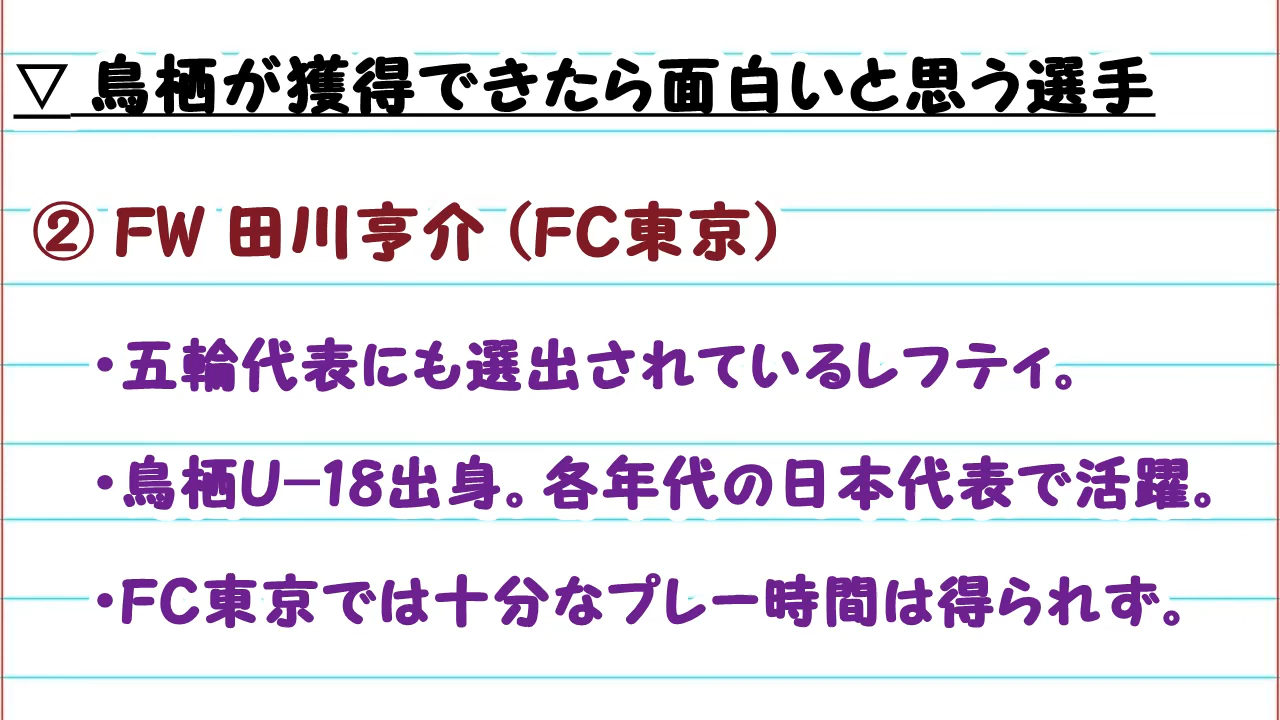 ▽ 鳥栖が獲得できたら面白いと思う選手
② FW 田川亨介 (FC東京)
・五輪代表にも選出されているレフティ。
・鳥栖U-18出身。各年代の日本代表で活躍。
・FC東京では十分なプレー時間は得られず。